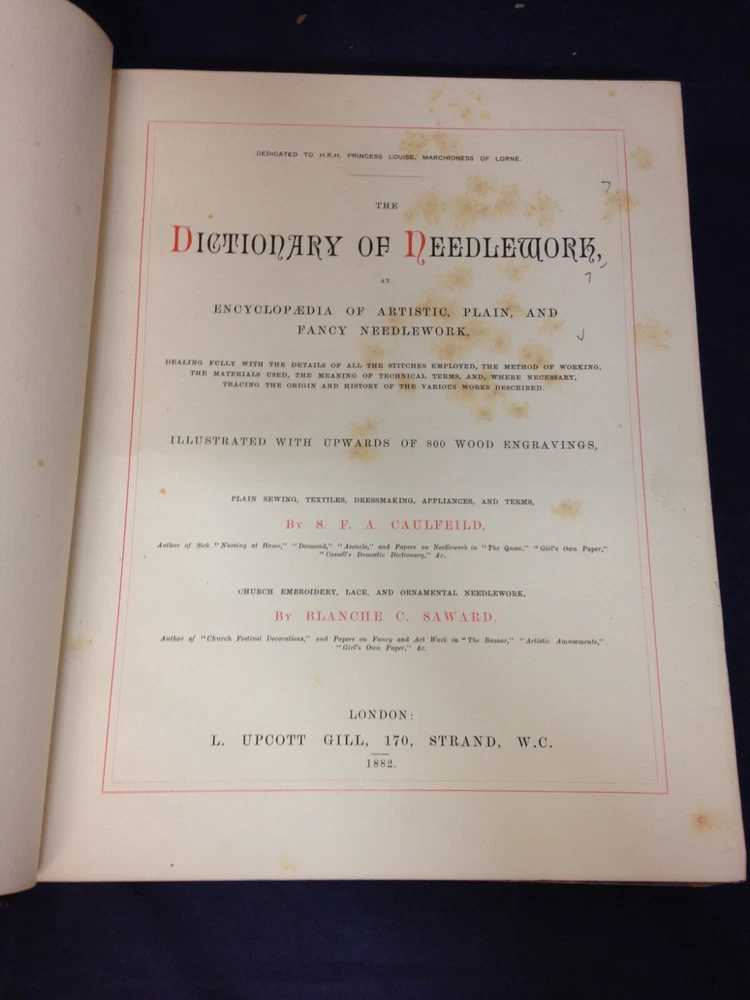 DEDICATED TO H.R.H. PRINCESS LOUISE, MARCHIONESS OF LORNE.
THE
DICTIONARY OF NEEDLEWORK,
AN
ENCYCLOPÆDIA OF ARTISTIC, PLAIN, AND
FANCY NEEDLEWORK,
DEALING FULLY WITH THE DETAILS OF ALL THE STITCHES EMPLOYED, THE METHOD OF WORKING,
THE MATERIALS USED, THE MEANING OF TECHNICAL TERMS, AND, WHERE NECESSARY,
TRACING THE ORIGIN AND HISTORY OF THE VARIOUS WORKS DESCRIBED.
ILLUSTRATED WITH UPWARDS OF 800 WOOD ENGRAVINGS,
PLAIN SEWING, TEXTILES, DRESSMAKING, APPLIANCES, AND TERMS,
BY S. F. A. CAULFEILD,
Author of Sick "Nursing at Home," "Desmond," "Avenele," and Papers on Needlework in "The Queen," "Girl's Own Paper,"
"Cassell's Domestic Dictionary," &c.
CHURCH EMBROIDERY, LACE, AND ORNAMENTAL NEEDLEWORK,
BY BLANCHE C. SAWARD,
Author of "Church Festival Decorations," and Papers on Fancy and Art Work in "The Bazaar," "Artistic Amusements,"
"Girl's Own Paper," &c.
LONDON:
L. UPCOTT GILL, 170, STRAND, W.C.
1882.